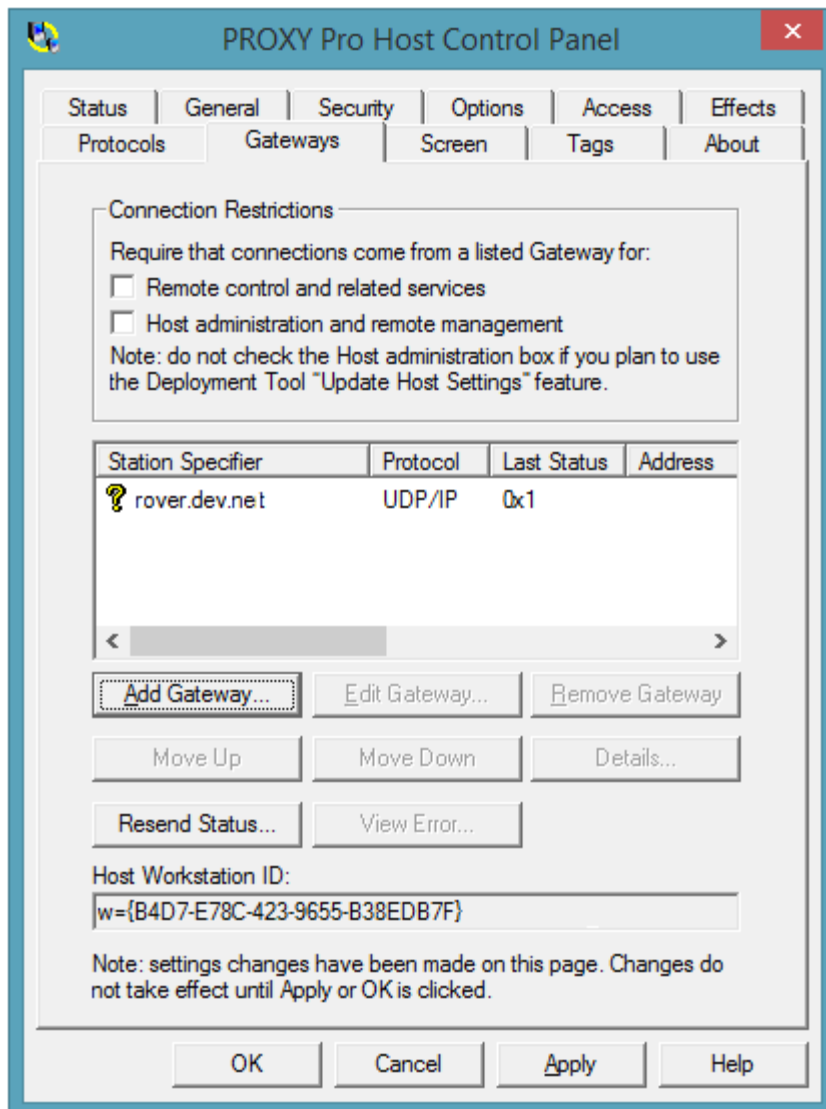 PROXY Pro Host Control Panel
Status General Security Options Access Effects
Protocols Gateways Screen Tags About
Connection Restrictions
Require that connections come from a listed Gateway for:
Remote control and related services
Host administration and remote management
Note: do not check the Host administration box if you plan to use
the Deployment Tool "Update Host Settings" feature.
Station Specifier Protocol Last Status Address
rover.dev.net UDP/IP 0x1
Add Gateway... Edit Gateway... Remove Gateway
Move Up Move Down Details...
Resend Status... View Error...
Host Workstation ID:
w={B4D7-E78C-423-9655-B38EDB7F}
Note: settings changes have been made on this page. Changes do
not take effect until Apply or OK is clicked.
OK Cancel Apply Help